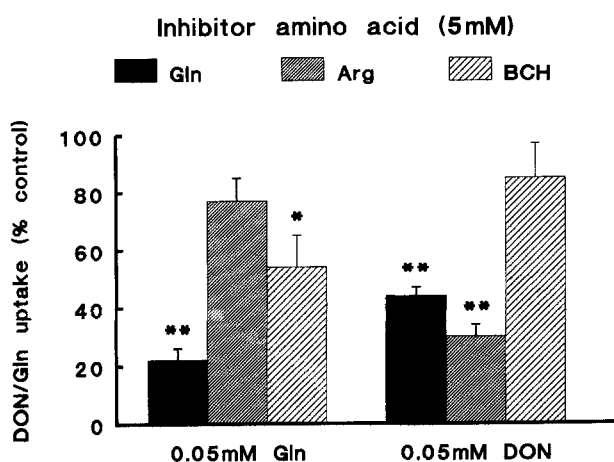 Inhibitor amino acid (5mM)
Gln Arg BCH
DON/Gln uptake (% control)
100
80
60
40
20
0
**
*
**
**
0.05mM Gln 0.05mM DON